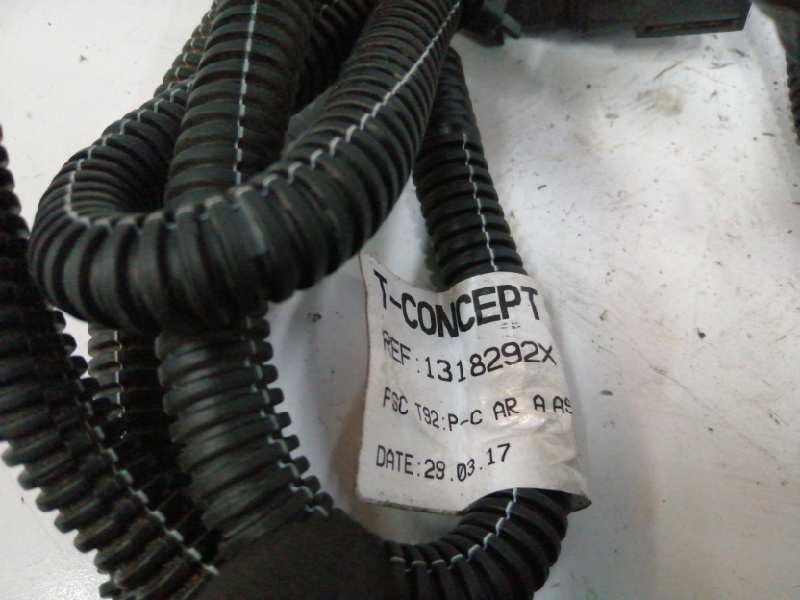 T-CONCEPT
REF:1318292X
FSC T92:P-C AR A AS
DATE:29.03.17